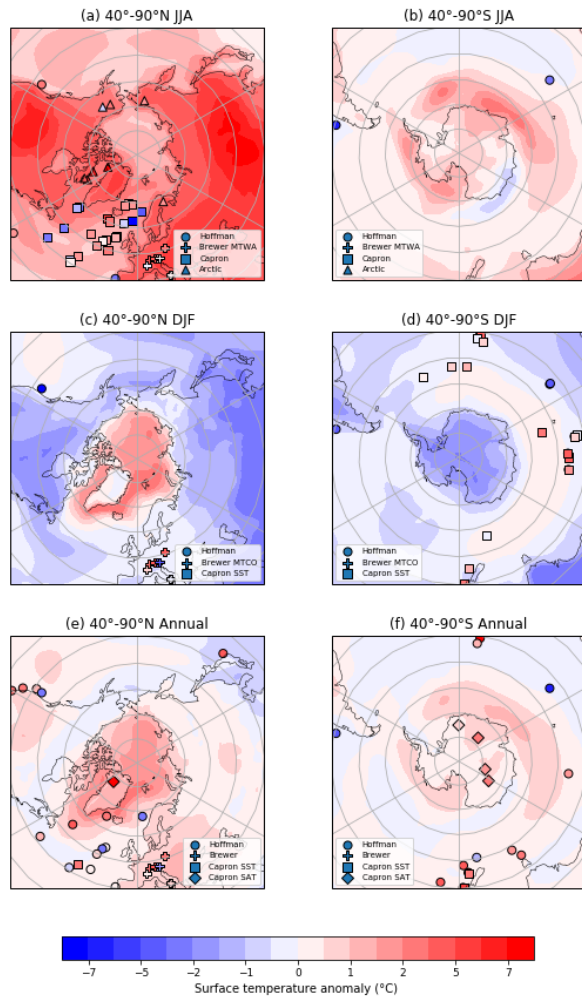 (a) 40°-90°N JJA
(b) 40°-90°S JJA
Hoffman
Brewer MTWA
Capron
Arctic
Hoffman
Brewer MTWA
Capron
Arctic
(c) 40°-90°N DJF
(d) 40°-90°S DJF
Hoffman
Brewer MTCO
Capron SST
Hoffman
Brewer MTCO
Capron SST
(e) 40°-90°N Annual
(f) 40°-90°S Annual
Hoffman
Brewer
Capron SST
Capron SAT
Hoffman
Brewer
Capron SST
Capron SAT
−7 −5 −2 −1 0 1 2 5 7
Surface temperature anomaly (°C)